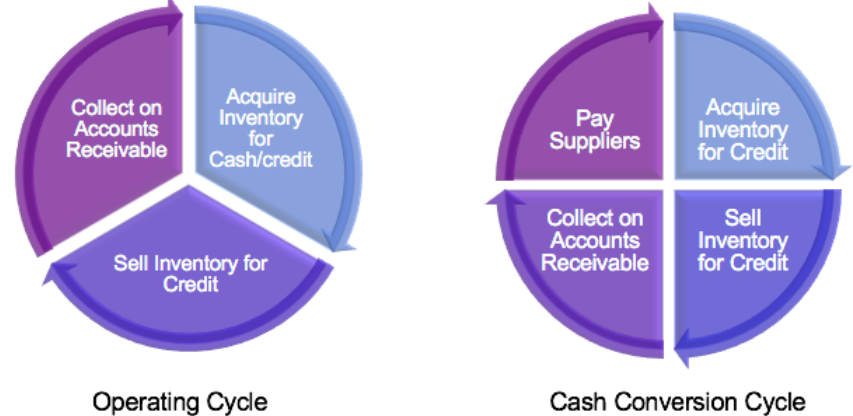 Collect on
Accounts
Receivable
Acquire
Inventory
for
Cash/credit
Sell Inventory for
Credit
Operating Cycle
Pay
Suppliers
Acquire
Inventory
for Credit
Collect on
Accounts
Receivable
Sell
Inventory
for Credit
Cash Conversion Cycle